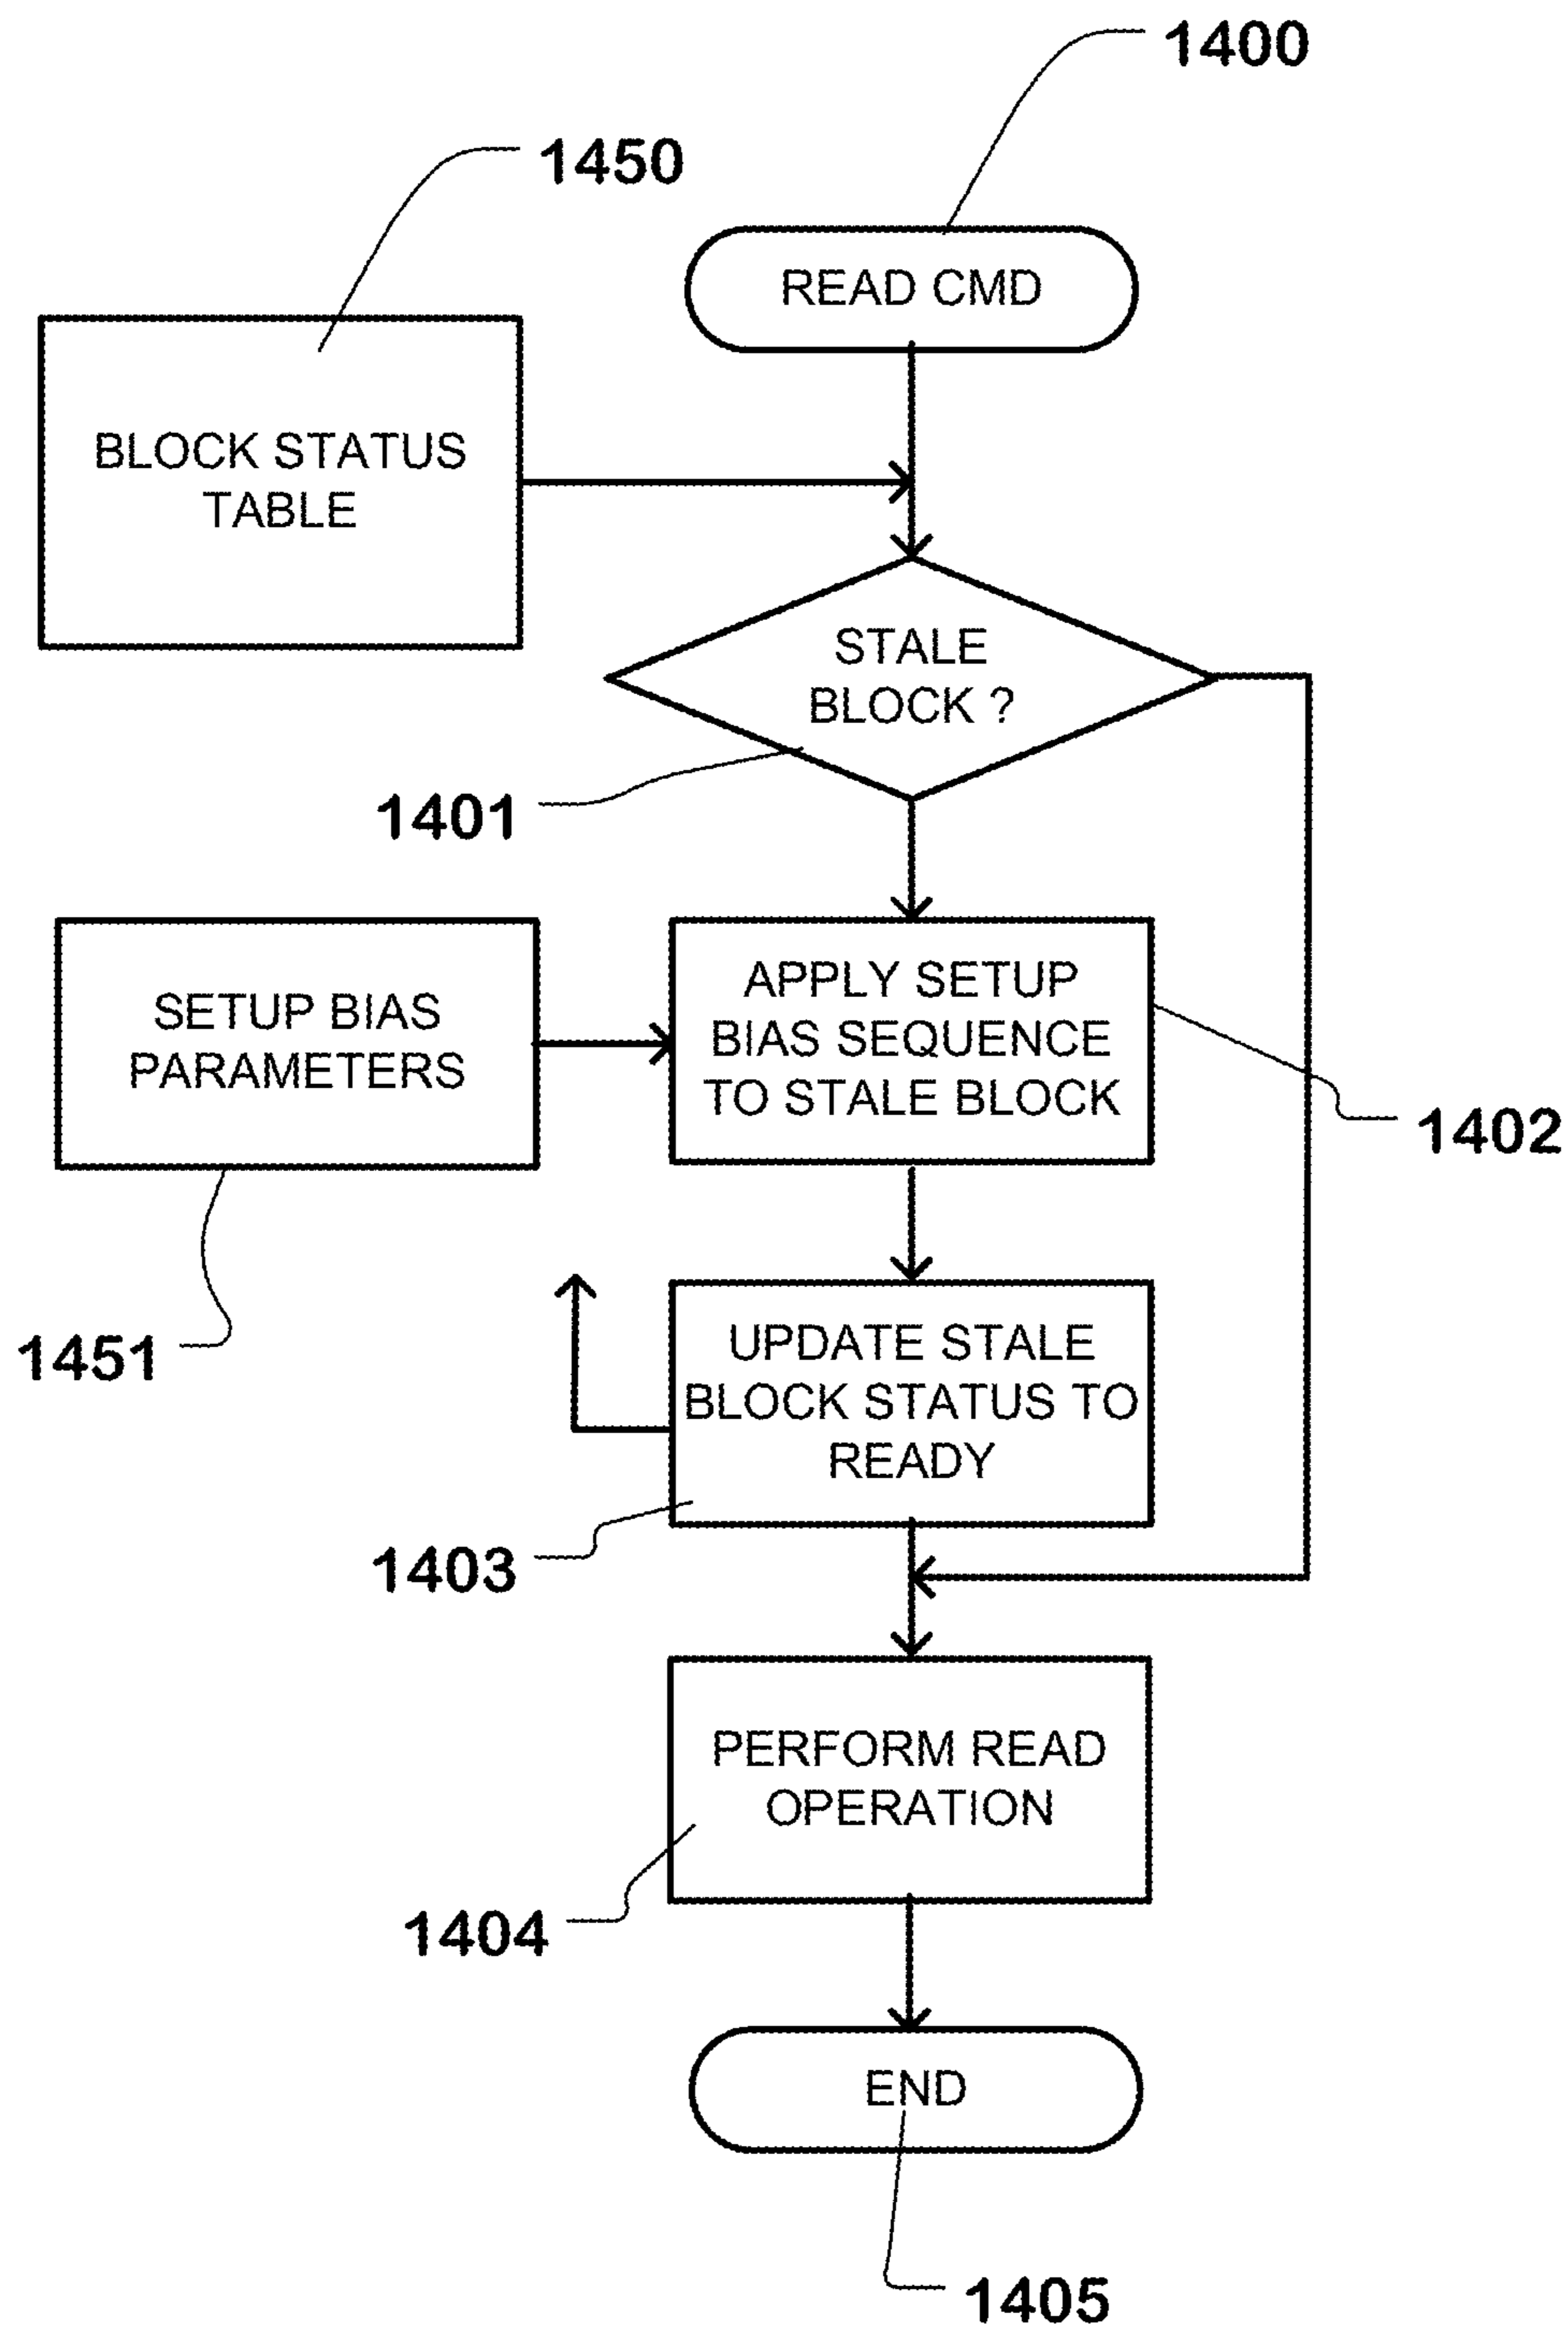 1400
1450
READ CMD
BLOCK STATUS
TABLE
STALE
BLOCK ?
1401
APPLY SETUP
BIAS SEQUENCE
TO STALE BLOCK
SETUP BIAS
PARAMETERS
1402
1451
UPDATE STALE
BLOCK STATUS TO
READY
1403
PERFORM READ
OPERATION
1404
END
1405